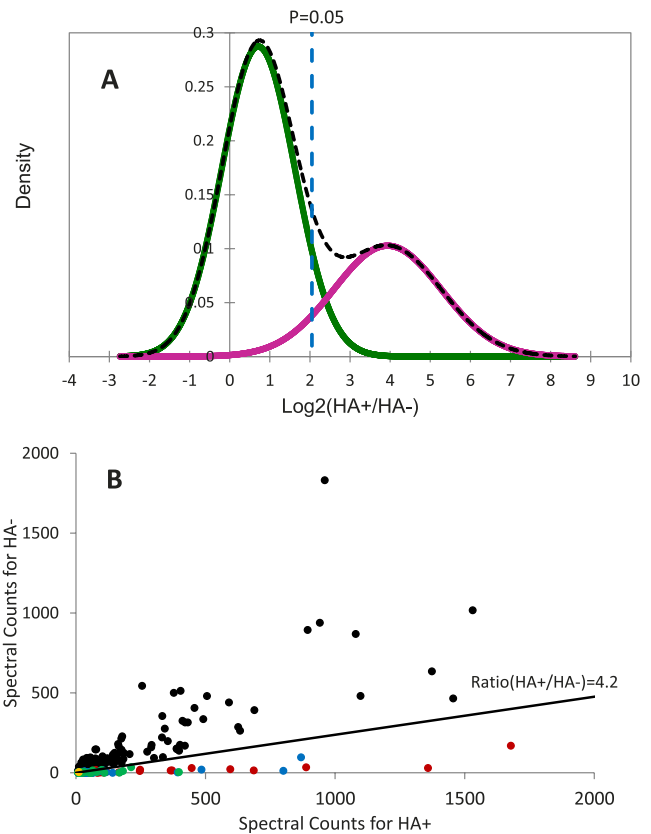 P=0.05
A
0.3
0.25
0.2
0.15
0.1
0.05
0
Density
-4 -3 -2 -1 0 1 2 3 4 5 6 7 8 9 10
Log2(HA+/HA-)
B
2000
1500
1000
500
0
Spectral Counts for HA-
Ratio(HA+/HA-)=4.2
0 500 1000 1500 2000
Spectral Counts for HA+